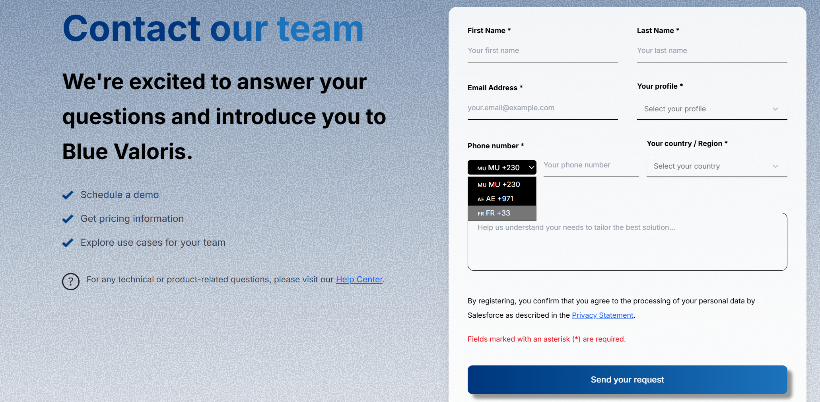 Contact our team
We're excited to answer your
questions and introduce you to
Blue Valoris.
Schedule a demo
Get pricing information
Explore use cases for your team
? For any technical or product-related questions, please visit our Help Center.
First Name * Last Name *
Your first name Your last name
Email Address * Your profile *
your.email@example.com Select your profile
Phone number * Your country / Region *
MU MU +230 Your phone number Select your country
MU MU +230
AE AE +971
FR FR +33
Help us understand your needs to tailor the best solution...
By registering, you confirm that you agree to the processing of your personal data by
Salesforce as described in the Privacy Statement.
Fields marked with an asterisk (*) are required.
Send your request